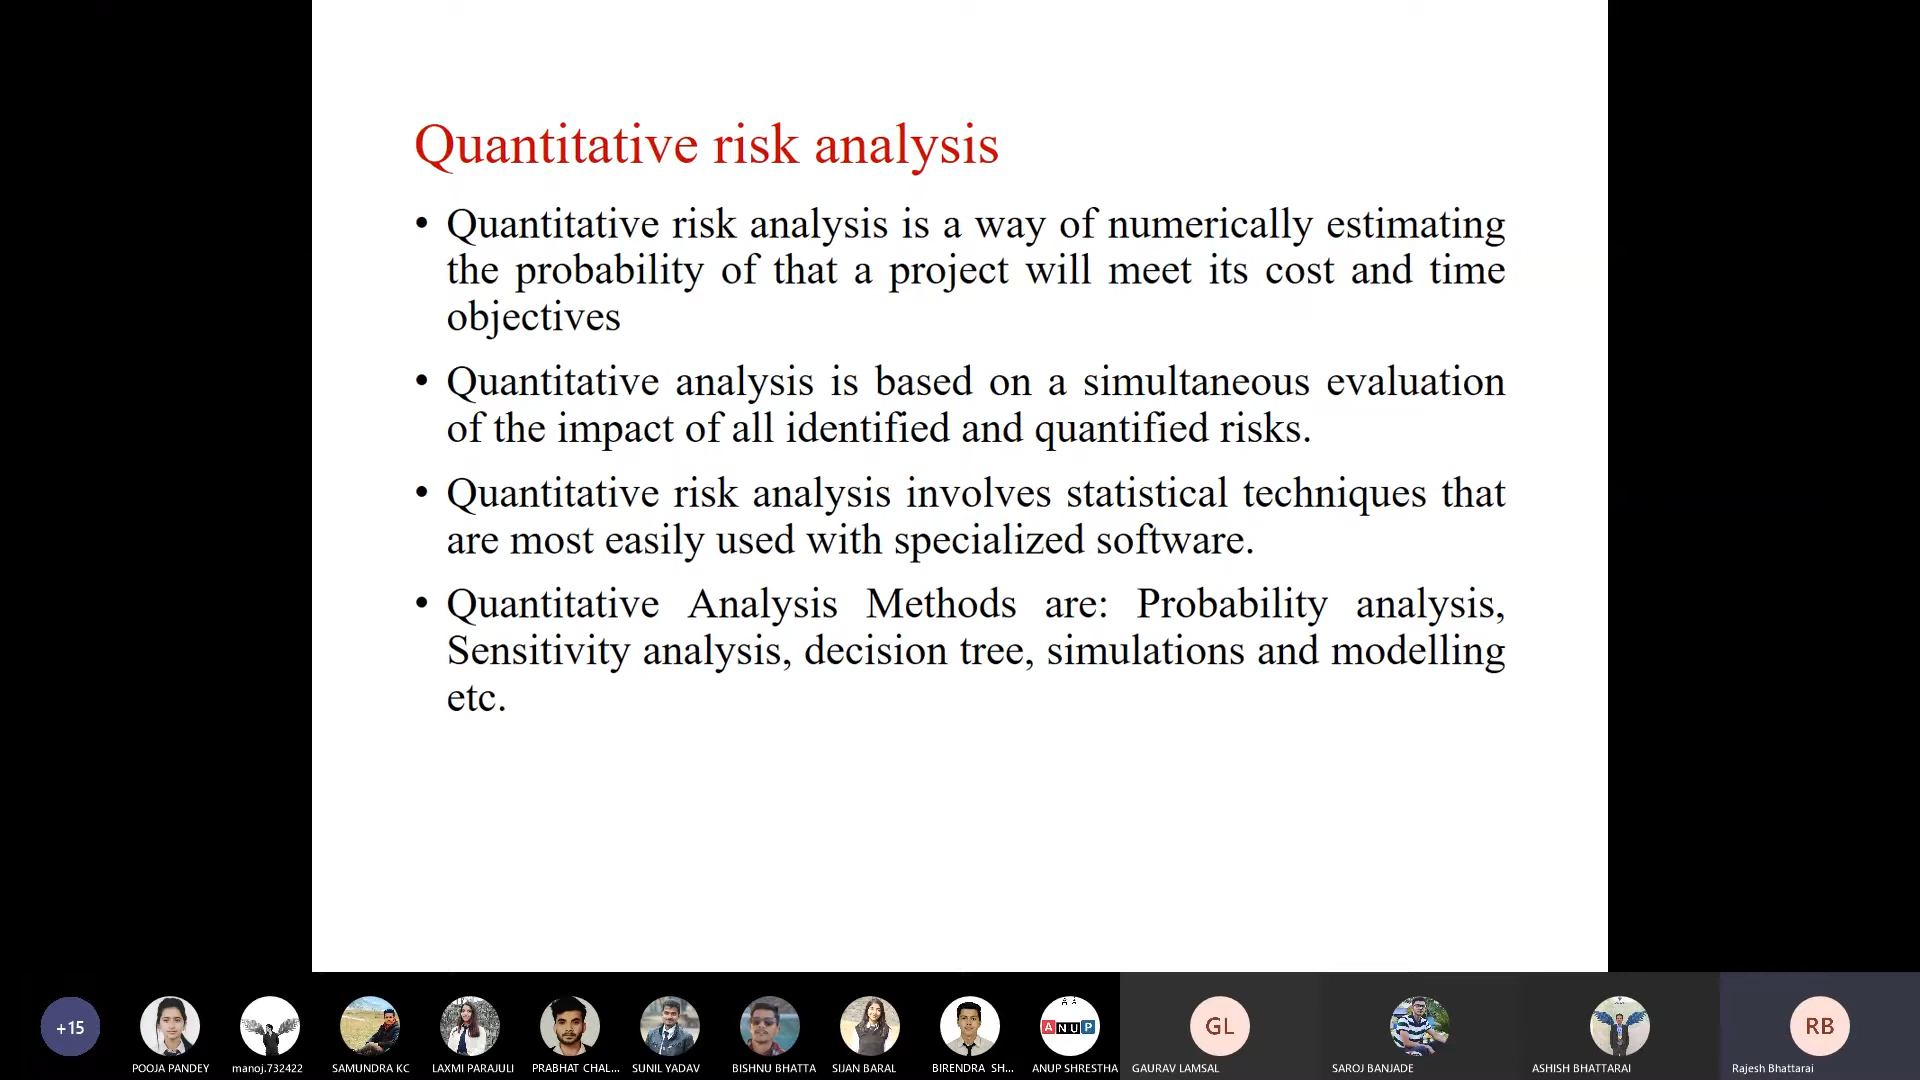 Quantitative risk analysis
• Quantitative risk analysis is a way of numerically estimating
the probability of that a project will meet its cost and time
objectives
• Quantitative analysis is based on a simultaneous evaluation
of the impact of all identified and quantified risks.
• Quantitative risk analysis involves statistical techniques that
are most easily used with specialized software.
• Quantitative Analysis Methods are: Probability analysis,
Sensitivity analysis, decision tree, simulations and modelling
etc.
+15
ANUP
GL
RB
POOJA PANDEY
manoj.732422
SAMUNDRA KC
LAXMI PARAJULI
PRABHAT CHAL...
SUNIL YADAV
BISHNU BHATTA
SIJAN BARAL
BIRENDRA SH...
ANUP SHRESTHA
GAURAV LAMSAL
SAROJ BANJADE
ASHISH BHATTARAI
Rajesh Bhattarai